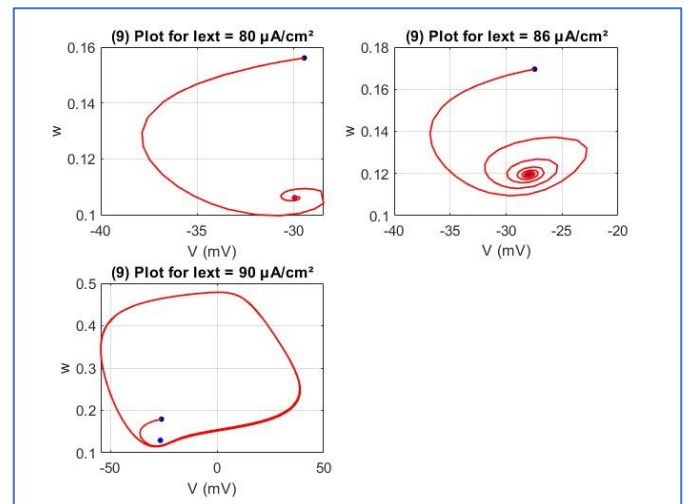 (9) Plot for Iext = 80 µA/cm²
0.16
0.14
0.12
0.1
w
-40
-35
-30
V (mV)
(9) Plot for Iext = 86 µA/cm²
0.18
0.16
0.14
0.12
0.1
w
-40
-35
-30
-25
-20
V (mV)
(9) Plot for Iext = 90 µA/cm²
0.5
0.4
0.3
0.2
0.1
w
-50
0
50
V (mV)